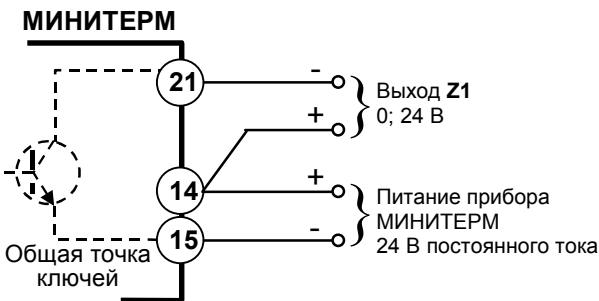 МИНИТЕРМ
21
-
+
Выход Z1
0; 24 В
14
+
-
Питание прибора
МИНИТЕРМ
24 В постоянного тока
15
Общая точка
ключей